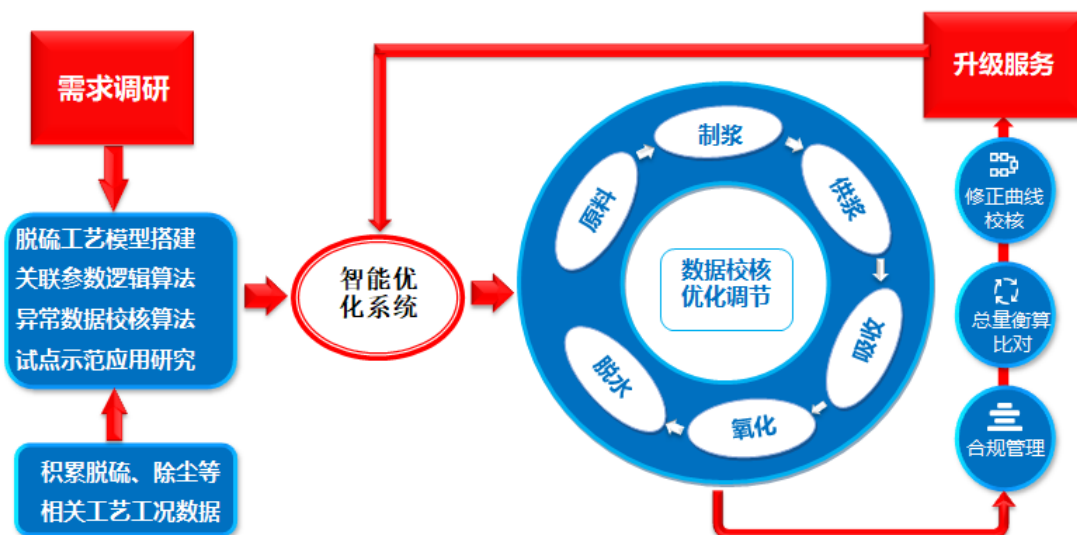 需求调研
脱硫工艺模型搭建
关联参数逻辑算法
异常数据校核算法
试点示范应用研究
积累脱硫、除尘等
相关工艺工况数据
智能优
化系统
原料
制浆
供浆
吸收
氧化
脱水
数据校核
优化调节
升级服务
修正曲线
校核
总量衡算
比对
合规管理